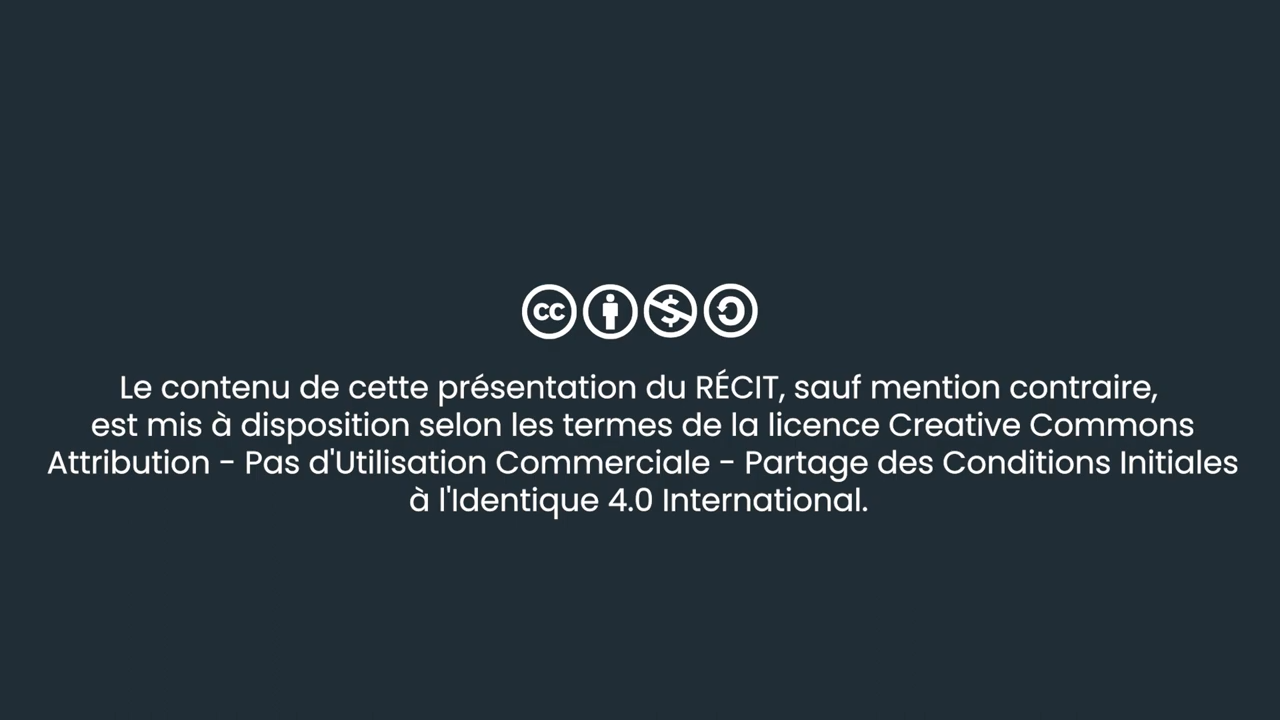 Le contenu de cette présentation du RÉCIT, sauf mention contraire,
est mis à disposition selon les termes de la licence Creative Commons
Attribution - Pas d'Utilisation Commerciale - Partage des Conditions Initiales
à l'Identique 4.0 International.